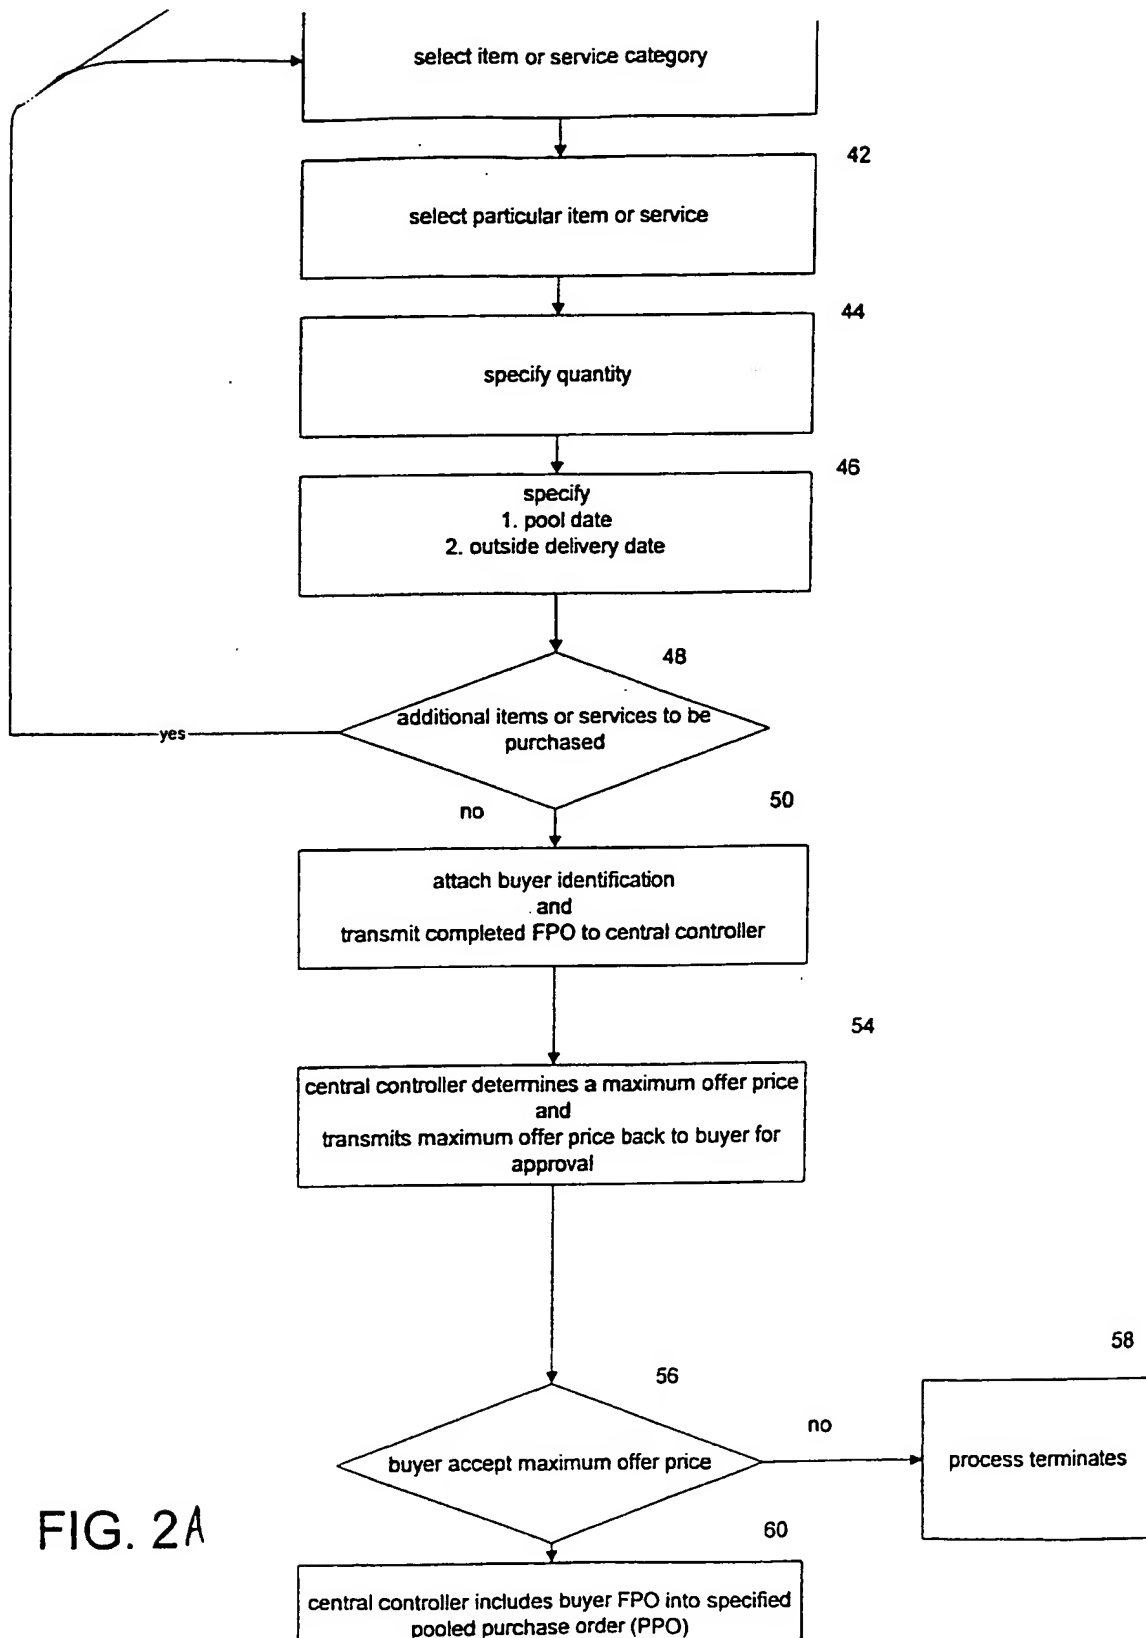 select item or service category
42
select particular item or service
44
specify quantity
46
specify
1. pool date
2. outside delivery date
48
additional items or services to be
purchased
yes
no
50
attach buyer identification
and
transmit completed FPO to central controller
54
central controller determines a maximum offer price
and
transmits maximum offer price back to buyer for
approval
56
buyer accept maximum offer price
no
58
process terminates
60
central controller includes buyer FPO into specified
pooled purchase order (PPO)
FIG. 2A